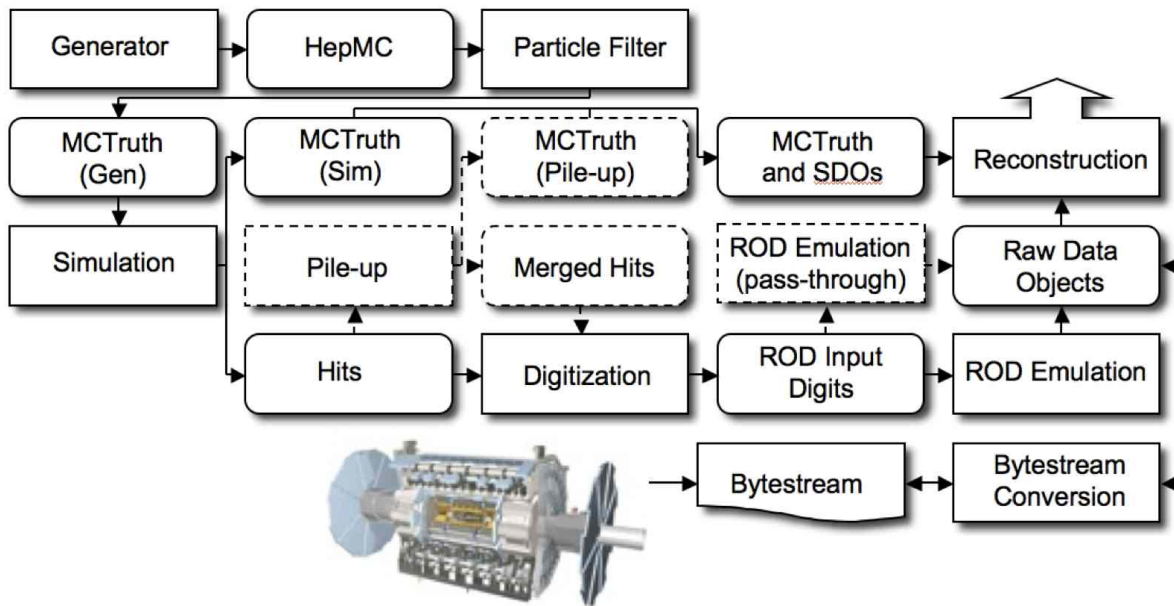 Generator
HepMC
Particle Filter
MCTruth
(Gen)
MCTruth
(Sim)
MCTruth
(Pile-up)
MCTruth
and SDOs
Reconstruction
Simulation
Pile-up
Merged Hits
ROD Emulation
(pass-through)
Raw Data
Objects
Hits
Digitization
ROD Input
Digits
ROD Emulation
Bytestream
Bytestream
Conversion